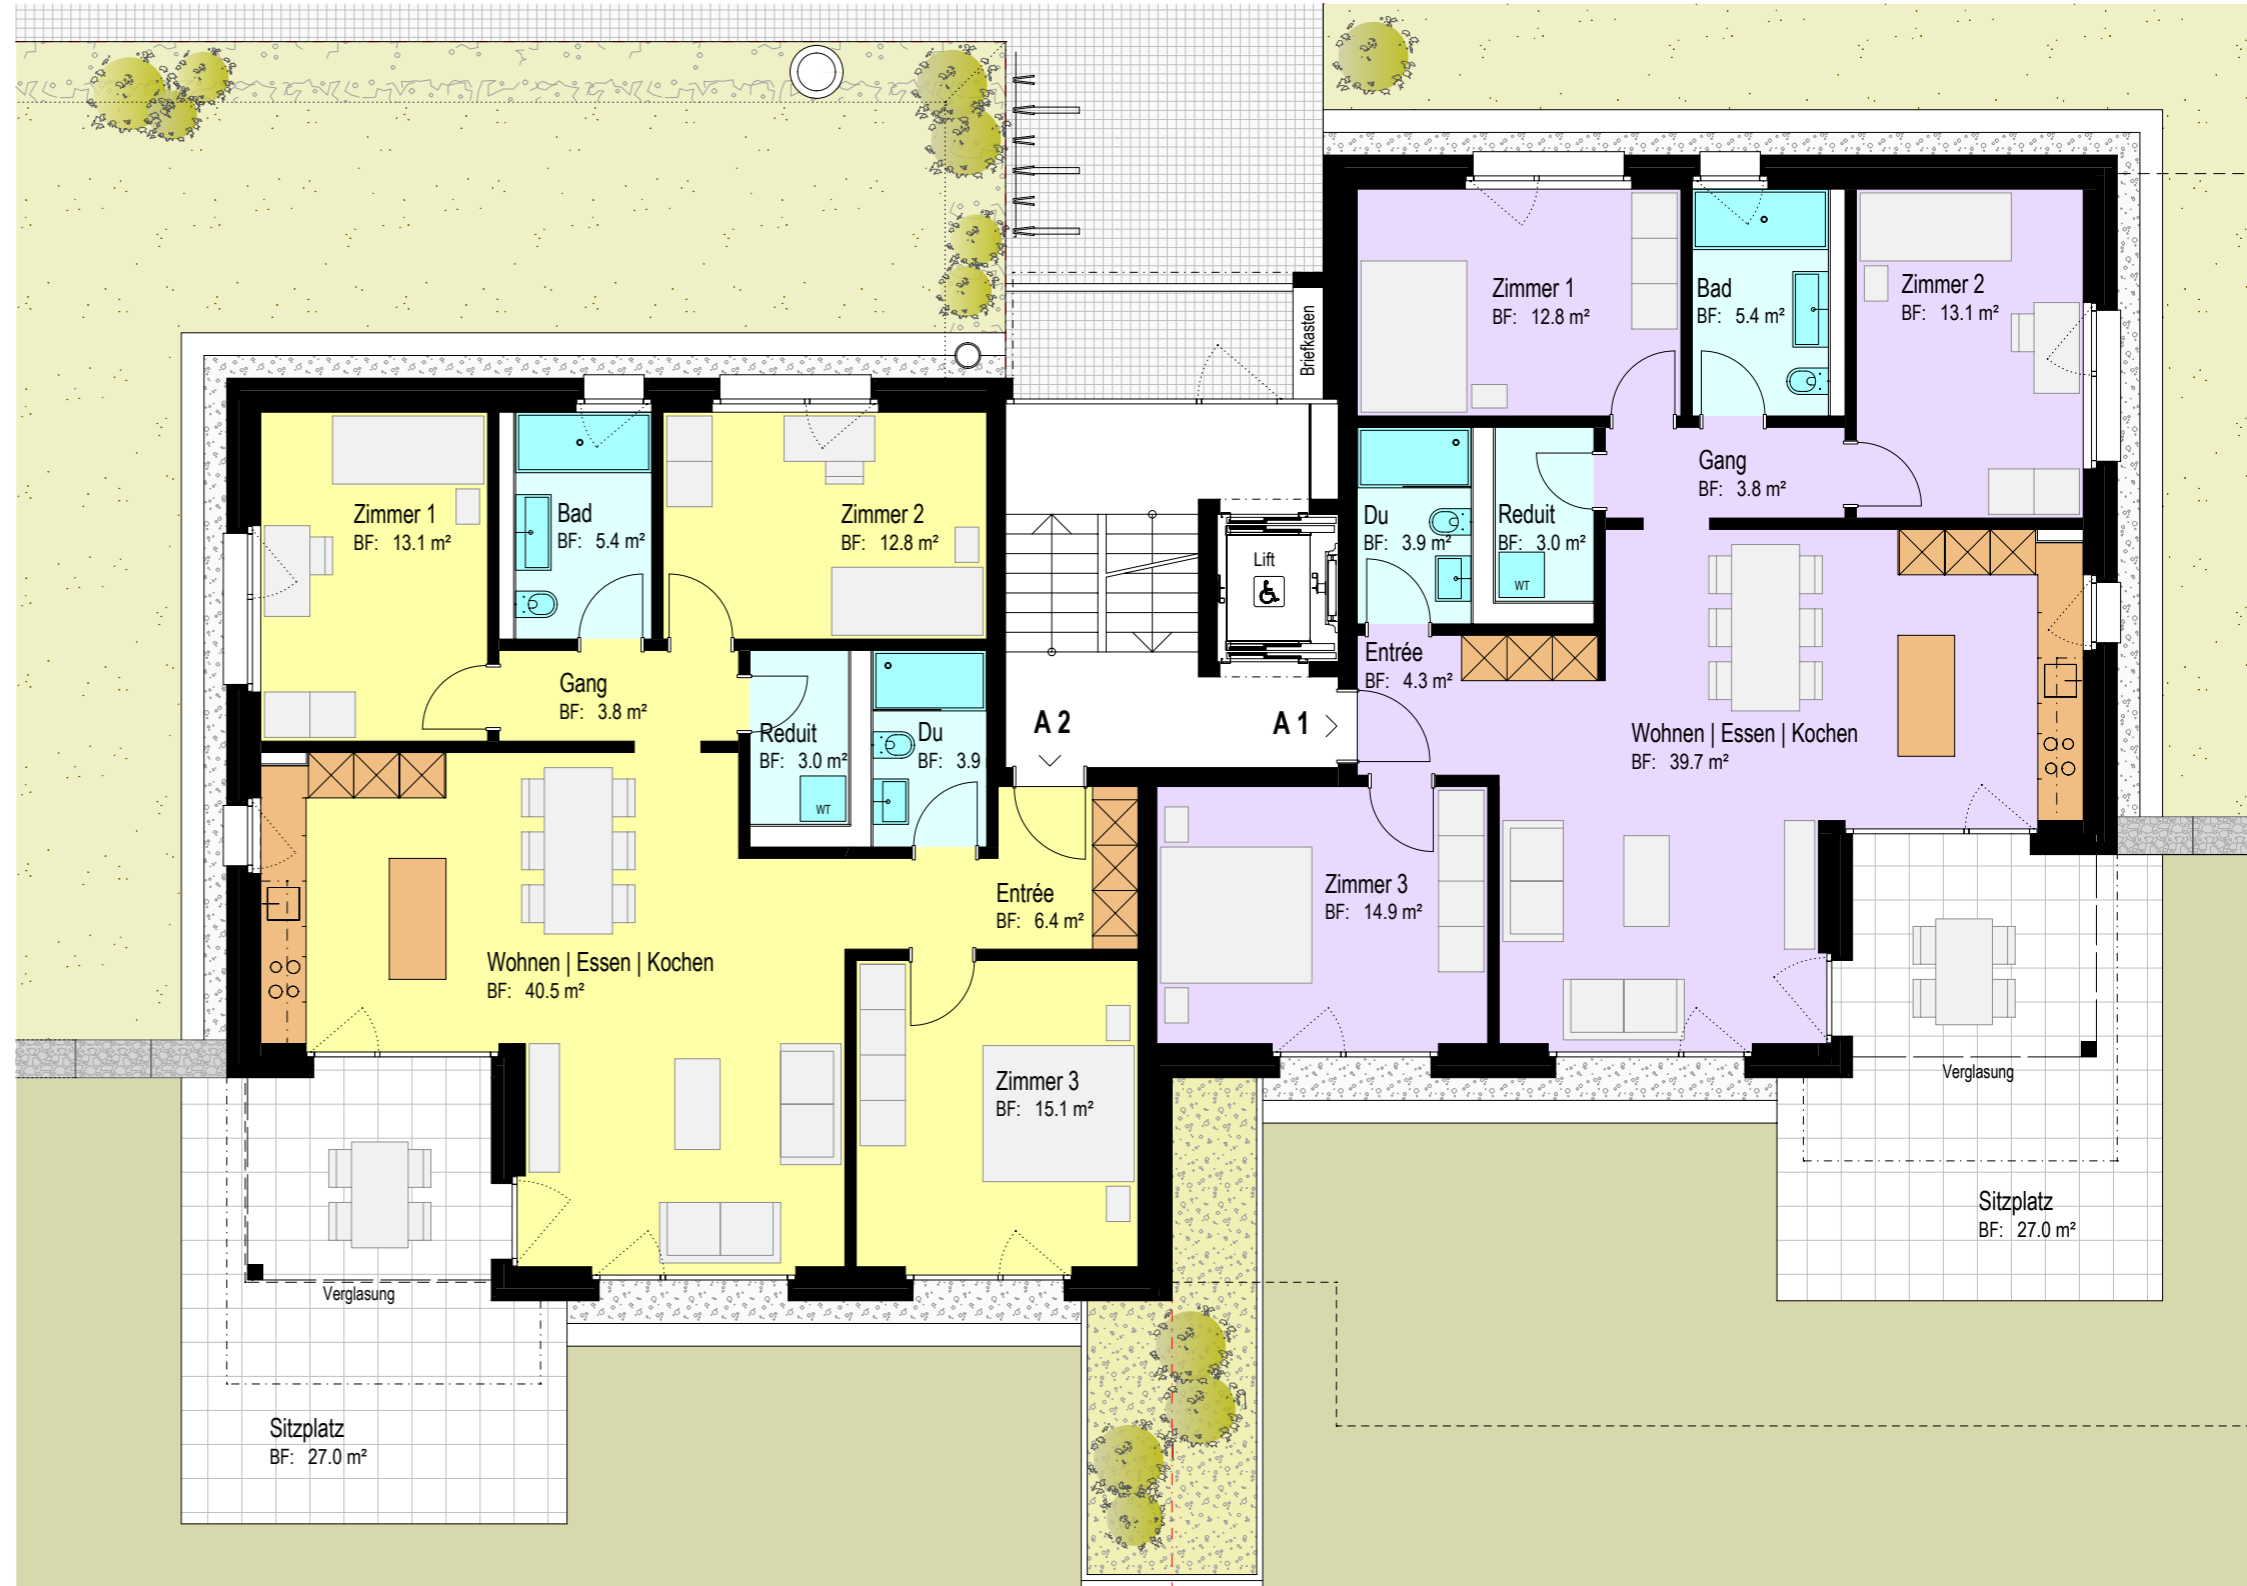 Briefkasten
Zimmer 1
BF: 12.8 m²
Bad
BF: 5.4 m²
Zimmer 2
BF: 13.1 m²
Gang
BF: 3.8 m²
Du
BF: 3.9 m²
Reduit
BF: 3.0 m²
WT
Lift
Entrée
BF: 4.3 m²
A 1
Wohnen | Essen | Kochen
BF: 39.7 m²
Zimmer 3
BF: 14.9 m²
Verglasung
Sitzplatz
BF: 27.0 m²
Zimmer 1
BF: 13.1 m²
Bad
BF: 5.4 m²
Zimmer 2
BF: 12.8 m²
Gang
BF: 3.8 m²
Reduit
BF: 3.0 m²
WT
Du
BF: 3.9
A 2
Entrée
BF: 6.4 m²
Wohnen | Essen | Kochen
BF: 40.5 m²
Zimmer 3
BF: 15.1 m²
Verglasung
Sitzplatz
BF: 27.0 m²